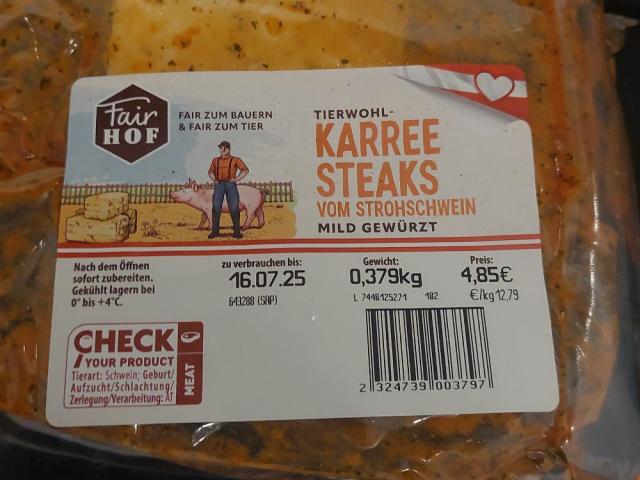 Fair
HOF
FAIR ZUM BAUERN
& FAIR ZUM TIER
TIERWOHL-
KARREE
STEAKS
VOM STROHSCHWEIN
MILD GEWÜRZT
Nach dem Öffnen
sofort zubereiten.
Gekühlt lagern bei
0° bis +4°C.
zu verbrauchen bis:
16.07.25
643288 (SAP)
Gewicht:
0,379kg
L 7446125271 182
Preis:
4,85€
€/kg 12,79
CHECK
YOUR PRODUCT
Tierart: Schwein; Geburt/
Aufzucht/Schlachtung/
Zerlegung/Verarbeitung: AT
MEAT
2 324739 003797